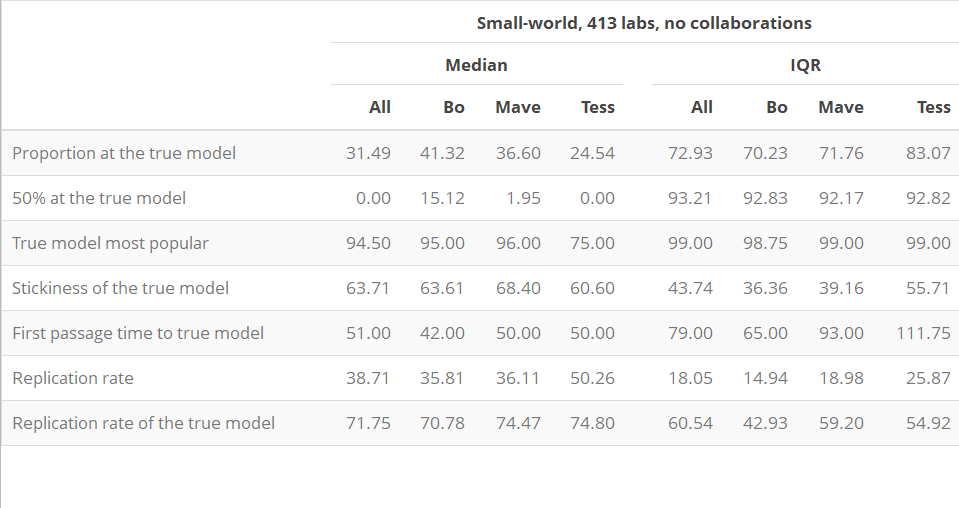 Small-world, 413 labs, no collaborations
Median IQR
All Bo Mave Tess All Bo Mave Tess
Proportion at the true model 31.49 41.32 36.60 24.54 72.93 70.23 71.76 83.07
50% at the true model 0.00 15.12 1.95 0.00 93.21 92.83 92.17 92.82
True model most popular 94.50 95.00 96.00 75.00 99.00 98.75 99.00 99.00
Stickiness of the true model 63.71 63.61 68.40 60.60 43.74 36.36 39.16 55.71
First passage time to true model 51.00 42.00 50.00 50.00 79.00 65.00 93.00 111.75
Replication rate 38.71 35.81 36.11 50.26 18.05 14.94 18.98 25.87
Replication rate of the true model 71.75 70.78 74.47 74.80 60.54 42.93 59.20 54.92